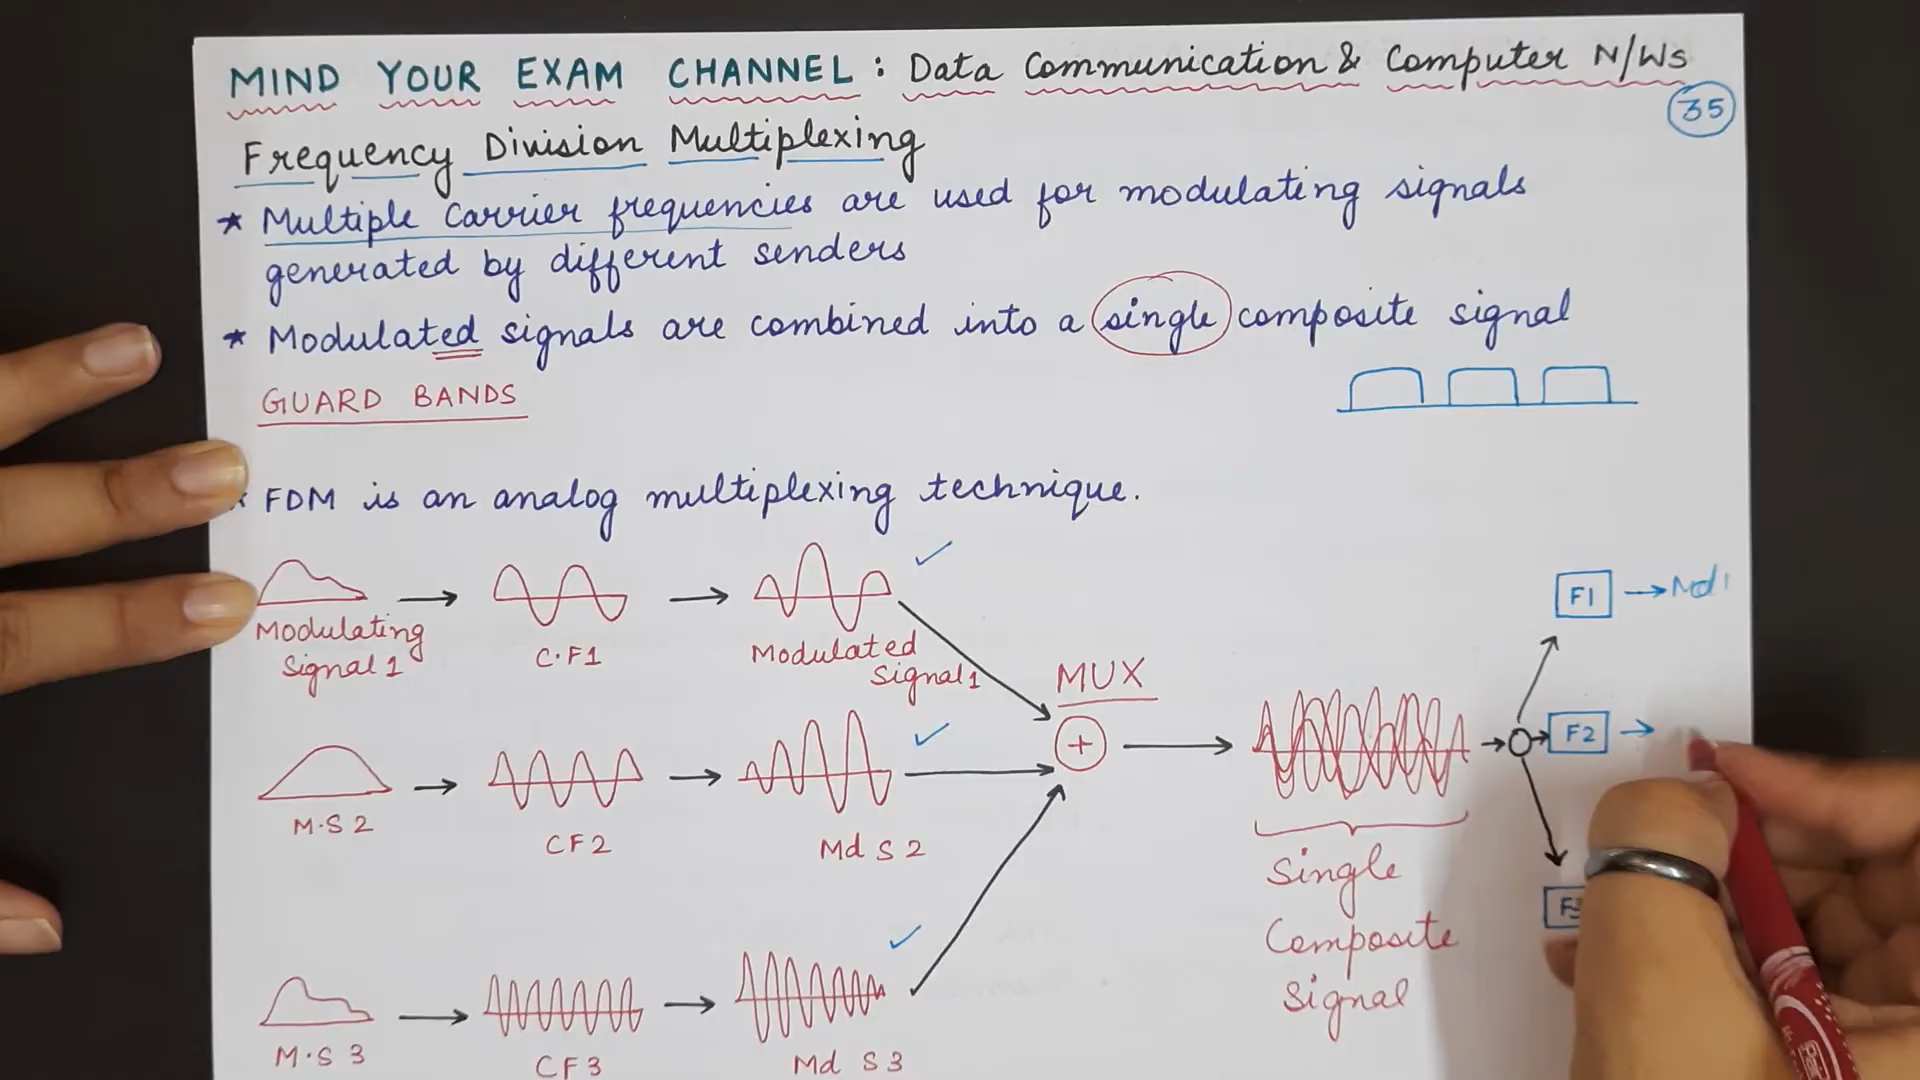 MIND YOUR EXAM CHANNEL : Data Communication & Computer N/Ws
35
Frequency Division Multiplexing
* Multiple Carrier frequencies are used for modulating signals
generated by different senders
* Modulated signals are combined into a single composite signal
GUARD BANDS
* FDM is an analog multiplexing technique.
Modulating
Signal 1
C.F1
Modulated
Signal 1
MUX
+
F1
Md1
F2
M.S 2
CF2
Md S 2
Single
Composite
Signal
M.S 3
CF3
Md S3